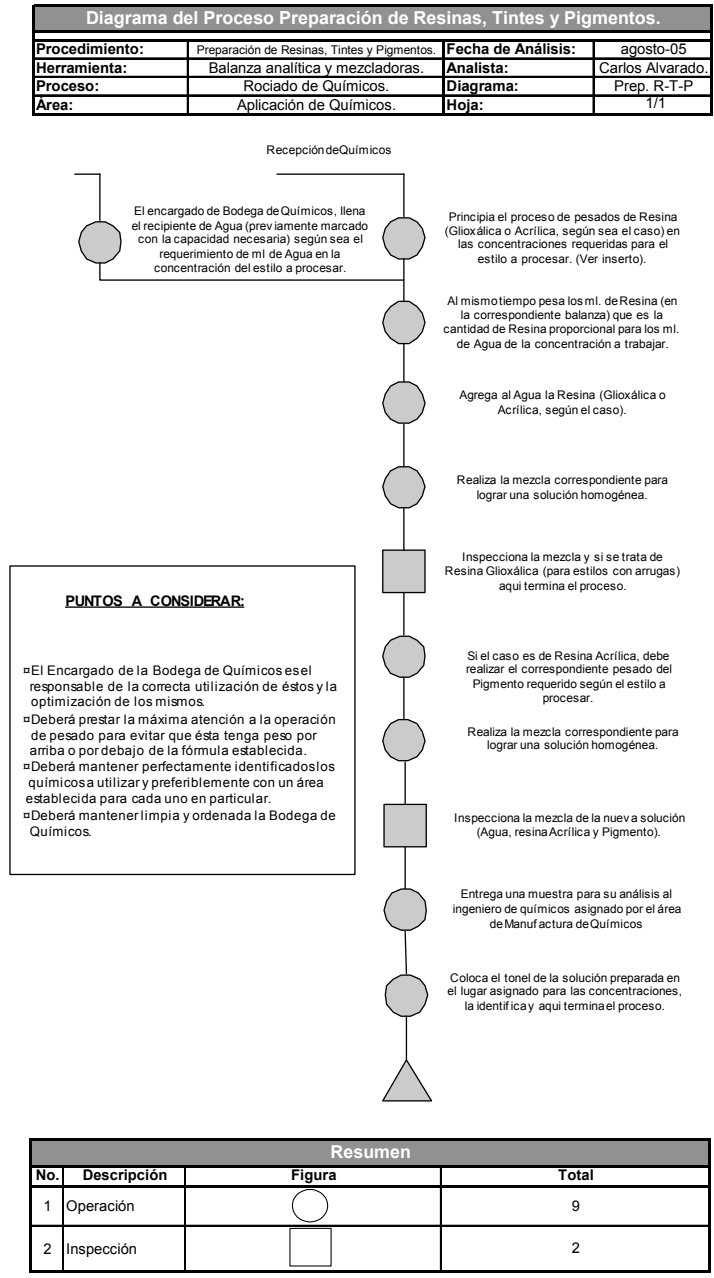 Diagrama del Proceso Preparación de Resinas, Tintes y Pigmentos.
Procedimiento: Preparación de Resinas, Tintes y Pigmentos. Fecha de Análisis: agosto-05
Herramienta: Balanza analítica y mezcladoras. Analista: Carlos Alvarado.
Proceso: Rociado de Químicos. Diagrama: Prep. R-T-P
Área: Aplicación de Químicos. Hoja: 1/1
Recepción de Químicos
El encargado de Bodega de Químicos, llena
el recipiente de Agua (previamente marcado
con la capacidad necesaria) según sea el
requerimiento de ml de Agua en la
concentración del estilo a procesar.
Principia el proceso de pesados de Resina
(Glioxálica o Acrílica, según sea el caso) en
las concentraciones requeridas para el
estilo a procesar. (Ver inserto).
Al mismo tiempo pesa los ml. de Resina (en
la correspondiente balanza) que es la
cantidad de Resina proporcional para los ml.
de Agua de la concentración a trabajar.
Agrega al Agua la Resina (Glioxálica o
Acrílica, según el caso).
Realiza la mezcla correspondiente para
lograr una solución homogénea.
Inspecciona la mezcla y si se trata de
Resina Glioxálica (para estilos con arrugas)
aqui termina el proceso.
Si el caso es de Resina Acrílica, debe
realizar el correspondiente pesado del
Pigmento requerido según el estilo a
procesar.
Realiza la mezcla correspondiente para
lograr una solución homogénea.
Inspecciona la mezcla de la nueva solución
(Agua, resina Acrílica y Pigmento).
Entrega una muestra para su análisis al
ingeniero de químicos asignado por el área
de Manufactura de Químicos
Coloca el tonel de la solución preparada en
el lugar asignado para las concentraciones,
la identifica y aqui termina el proceso.
PUNTOS A CONSIDERAR:
¤El Encargado de la Bodega de Químicos es el
responsable de la correcta utilización de éstos y la
optimización de los mismos.
¤Deberá prestar la máxima atención a la operación
de pesado para evitar que ésta tenga peso por
arriba o por debajo de la fórmula establecida.
¤Deberá mantener perfectamente identificados los
químicos a utilizar y preferiblemente con un área
establecida para cada uno en particular.
¤Deberá mantener limpia y ordenada la Bodega de
Químicos.
Resumen
No. Descripción Figura Total
1 Operación 9
2 Inspección 2